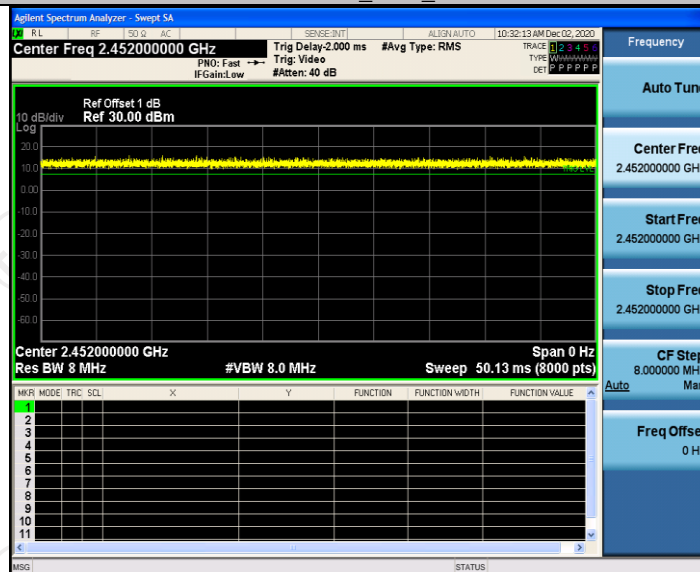 Agilent Spectrum Analyzer - Swept SA
RL RF 50 Ω AC SENSE:INT ALIGN AUTO 10:32:13 AM Dec 02, 2020
Center Freq 2.452000000 GHz
PNO: Fast
IFGain:Low
Trig Delay-2.000 ms
Trig: Video
#Atten: 40 dB
#Avg Type: RMS
TRACE 1 2 3 4 5 6
TYPE W
DET P P P P P P
Ref Offset 1 dB
10 dB/div Ref 30.00 dBm
Log
20.0
10.0
0.00
-10.0
-20.0
-30.0
-40.0
-50.0
-60.0
Center 2.452000000 GHz Span 0 Hz
Res BW 8 MHz #VBW 8.0 MHz Sweep 50.13 ms (8000 pts)
MKR MODE TRC SCL X Y FUNCTION FUNCTION WIDTH FUNCTION VALUE
1
2
3
4
5
6
7
8
9
10
11
MSG STATUS
Frequency
Auto Tun
Center Fre
2.452000000 GH
Start Fre
2.452000000 GH
Stop Fre
2.452000000 GH
CF Step
8.000000 MH
Auto Ma
Freq Offse
0 H